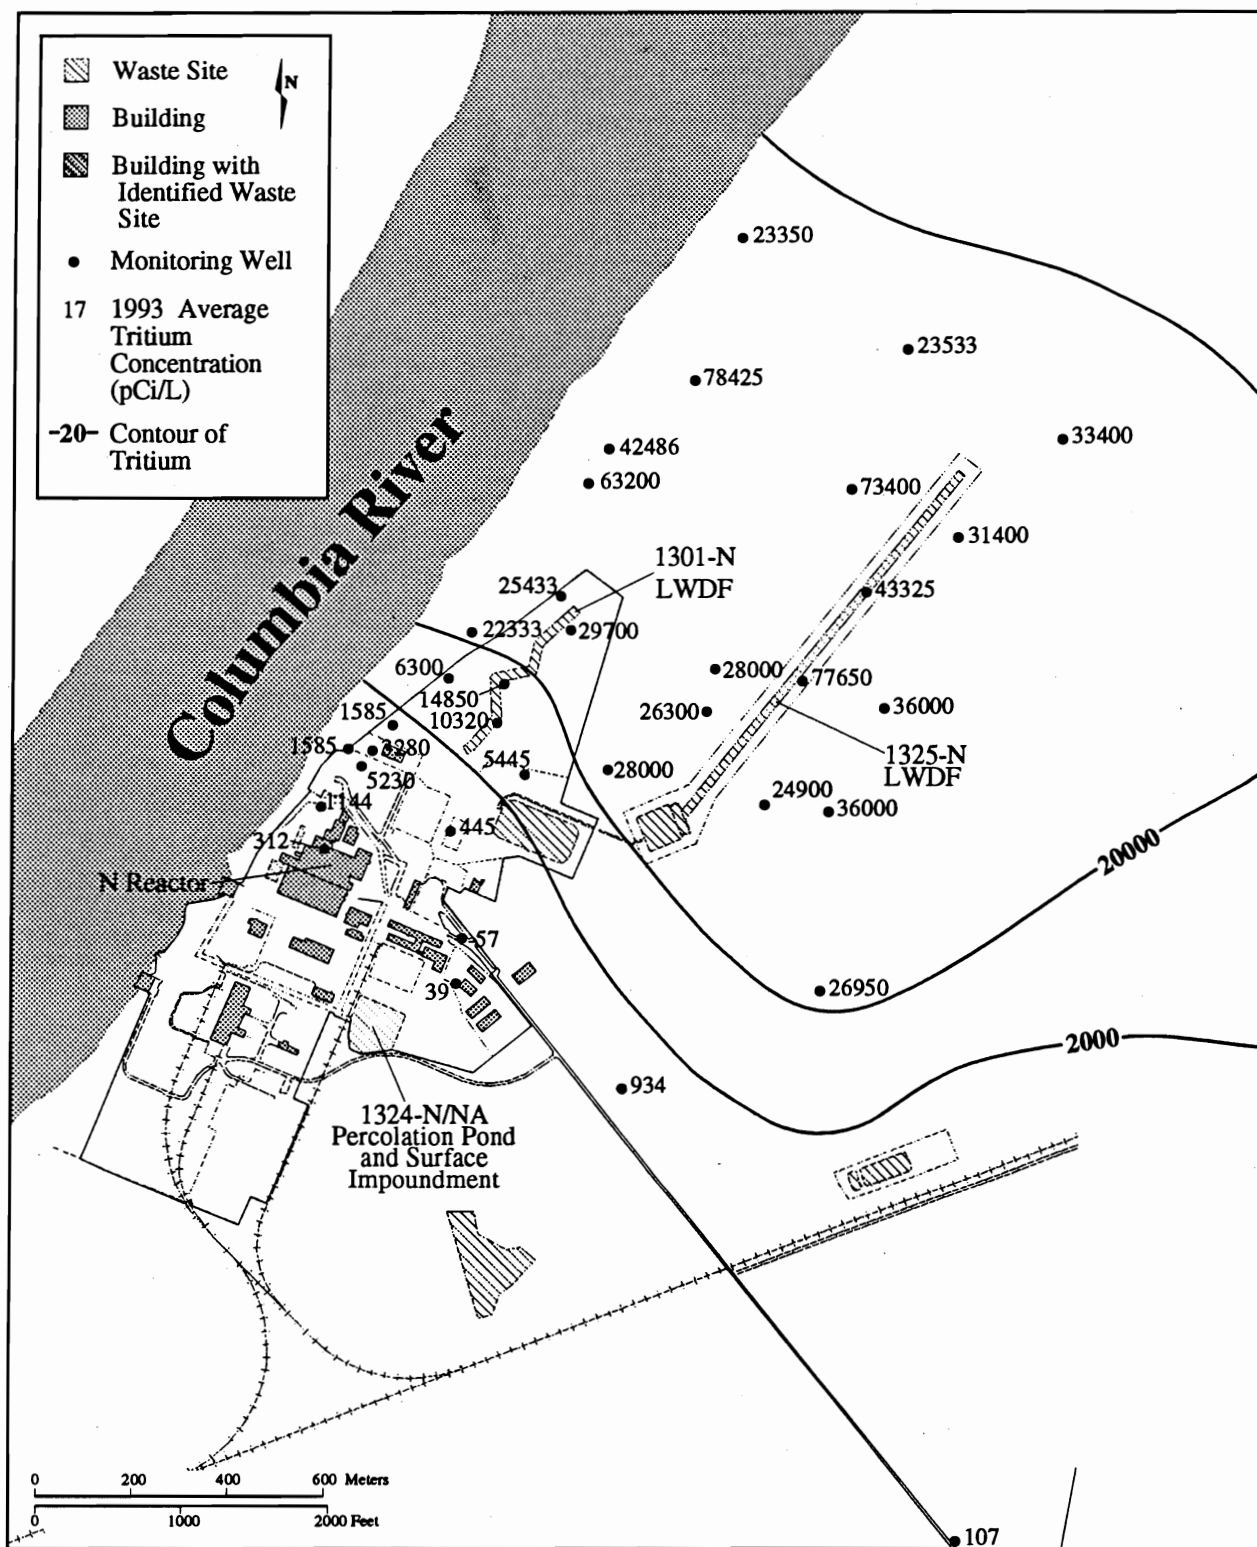 Waste Site
N
Building
Building with
Identified Waste
Site
Monitoring Well
17 1993 Average
Tritium
Concentration
(pCi/L)
-20- Contour of
Tritium
Columbia River
23350
23533
78425
33400
42486
63200
73400
31400
1301-N
LWDF
25433
43325
22333
29700
6300
28000
14850
77650
1585
10320
26300
36000
1585
3280
5445
28000
1325-N
LWDF
5230
24900
1144
36000
445
312
20000
N Reactor
57
39
26950
2000
934
1324-N/NA
Percolation Pond
and Surface
Impoundment
0 200 400 600 Meters
0 1000 2000 Feet
107